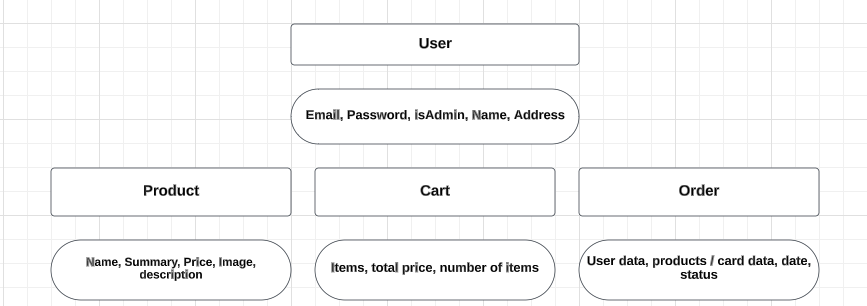 User
Email, Password, isAdmin, Name, Address
Product
Cart
Order
Name, Summary, Price, Image,
description
Items, total price, number of items
User data, products / card data, date,
status